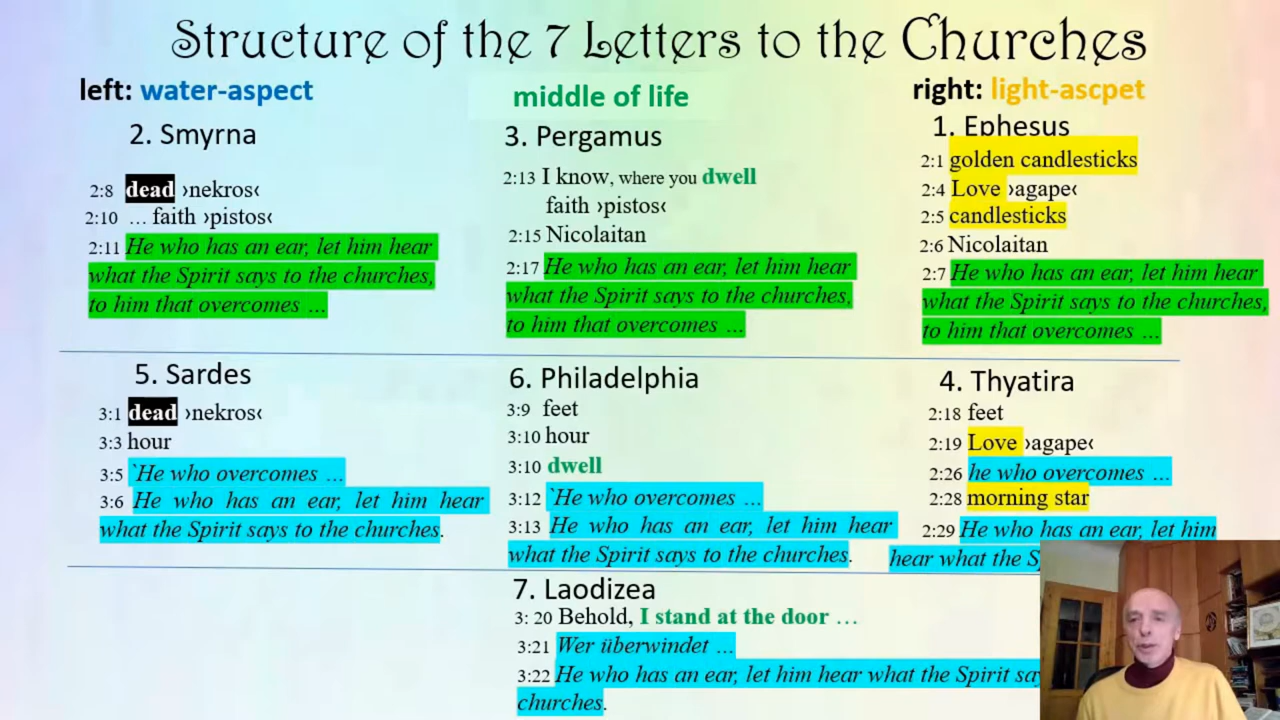 Structure of the 7 Letters to the Churches
left: water-aspect
2. Smyrna
2:8 dead ›nekros‹
2:10 … faith ›pistos‹
2:11 He who has an ear, let him hear
what the Spirit says to the churches,
to him that overcomes …
middle of life
3. Pergamus
2:13 I know, where you dwell
faith ›pistos‹
2:15 Nicolaitan
2:17 He who has an ear, let him hear
what the Spirit says to the churches,
to him that overcomes …
right: light-ascpet
1. Ephesus
2:1 golden candlesticks
2:4 Love ›agape‹
2:5 candlesticks
2:6 Nicolaitan
2:7 He who has an ear, let him hear
what the Spirit says to the churches,
to him that overcomes …
5. Sardes
3:1 dead ›nekros‹
3:3 hour
3:5 `He who overcomes …
3:6 He who has an ear, let him hear
what the Spirit says to the churches.
6. Philadelphia
3:9 feet
3:10 hour
3:10 dwell
3:12 `He who overcomes …
3:13 He who has an ear, let him hear
what the Spirit says to the churches.
4. Thyatira
2:18 feet
2:19 Love ›agape‹
2:26 he who overcomes …
2:28 morning star
2:29 He who has an ear, let him
hear what the
7. Laodizea
3: 20 Behold, I stand at the door …
3:21 Wer überwindet …
3:22 He who has an ear, let him hear what the Spirit
churches.